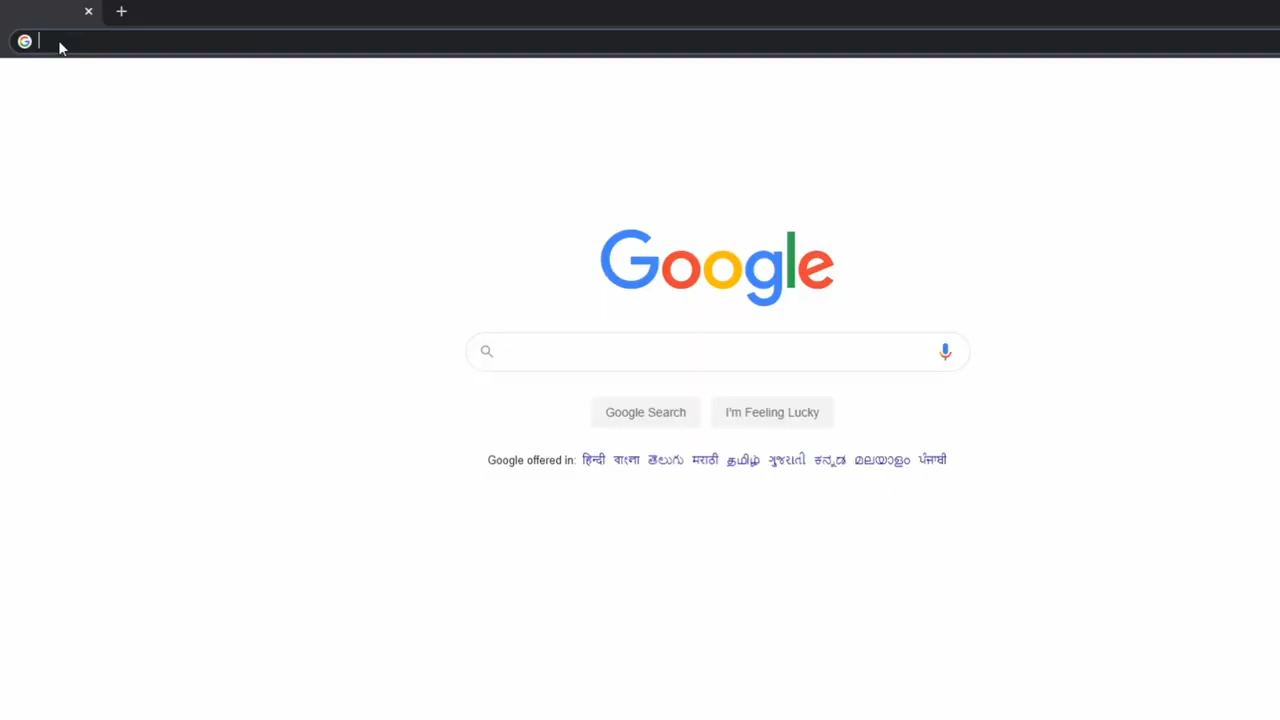 Google
Google Search I'm Feeling Lucky
Google offered in: हिन्दी বাংলা తెలుగు मराठी தமிழ் ગુજરાતી ಕನ್ನಡ മലയാളം ਪੰਜਾਬੀ